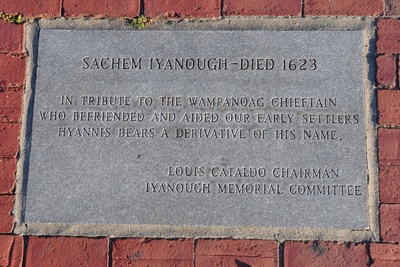 SACHEM IYANOUGH-DIED 1623
IN TRIBUTE TO THE WAMPANOAG CHIEFTAIN
WHO BEFRIENDED AND AIDED OUR EARLY SETTLERS
HYANNIS BEARS A DERIVATIVE OF HIS NAME.
LOUIS CATALDO CHAIRMAN
IYANOUGH MEMORIAL COMMITTEE